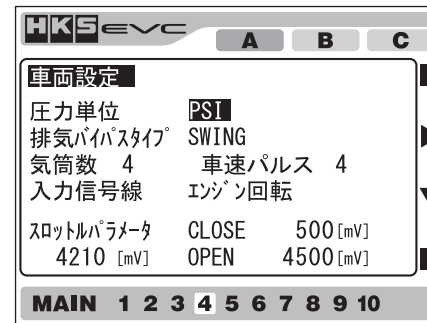 HKS EVC
A B C
車両設定
圧力単位 PSI
排気バイパスタイプ SWING
気筒数 4 車速パルス 4
入力信号線 エンジン回転
スロットルパラメータ CLOSE 500[mV]
4210 [mV] OPEN 4500[mV]
MAIN 1 2 3 4 5 6 7 8 9 10